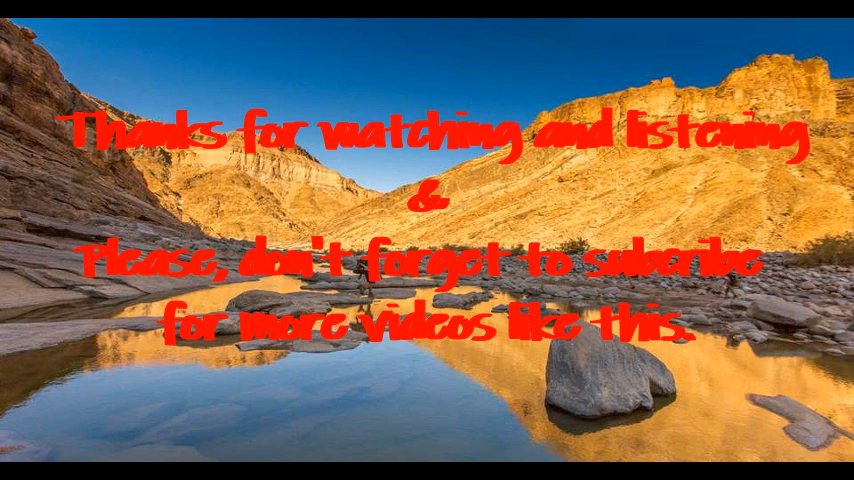 Thanks for watching and listening
&
Please, don't forget to subcribe
for more videos like this.